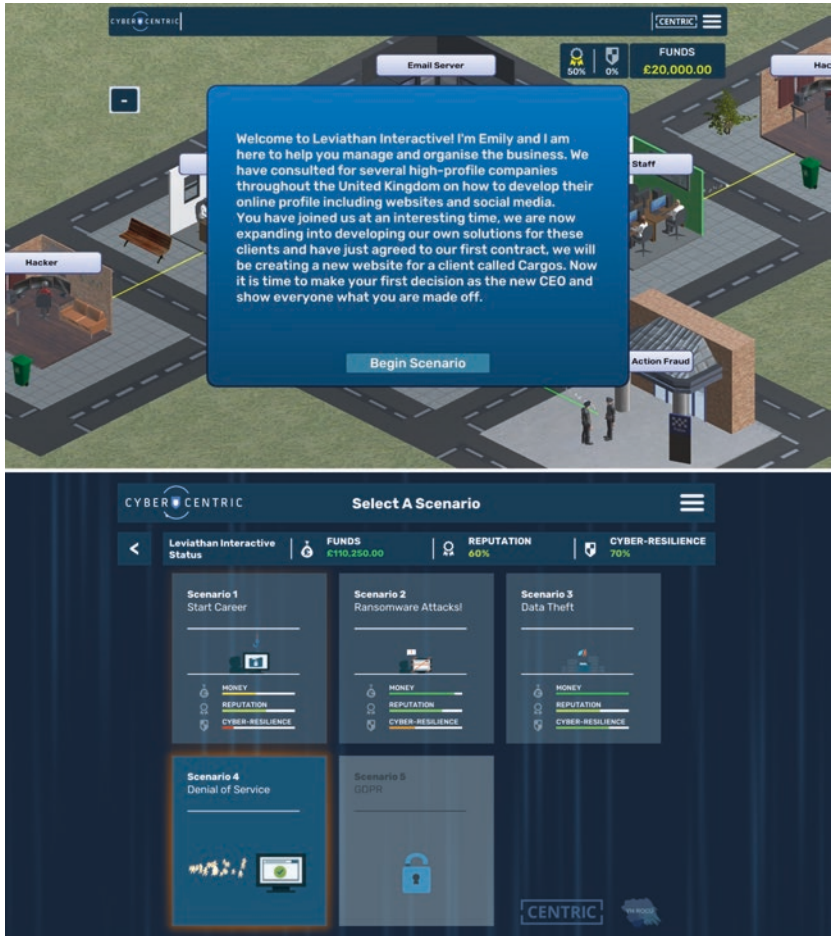 CYBER CENTRIC
CENTRIC
Email Server
50%
0%
FUNDS
£20,000.00
Hac
-
Welcome to Leviathan Interactive! I'm Emily and I am
here to help you manage and organise the business. We
have consulted for several high-profile companies
throughout the United Kingdom on how to develop their
online profile including websites and social media.
You have joined us at an interesting time, we are now
expanding into developing our own solutions for these
clients and have just agreed to our first contract, we will
be creating a new website for a client called Cargos. Now
it is time to make your first decision as the new CEO and
show everyone what you are made off.
Begin Scenario
Staff
Hacker
Action Fraud
CYBER CENTRIC
Select A Scenario
<
Leviathan Interactive
Status
FUNDS
£110,250.00
REPUTATION
60%
CYBER-RESILIENCE
70%
Scenario 1
Start Career
MONEY
REPUTATION
CYBER-RESILIENCE
Scenario 2
Ransomware Attacks!
MONEY
REPUTATION
CYBER-RESILIENCE
Scenario 3
Data Theft
MONEY
REPUTATION
CYBER-RESILIENCE
Scenario 4
Denial of Service
Scenario 5
GDPR
CENTRIC